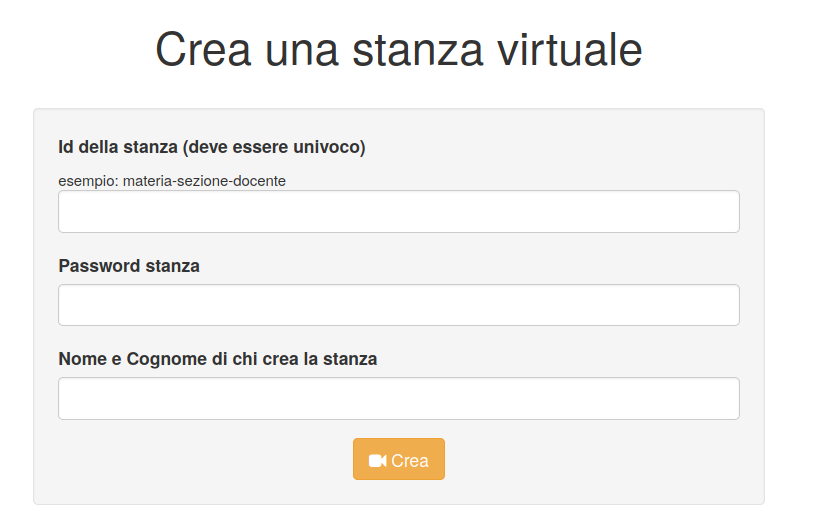 Crea una stanza virtuale
Id della stanza (deve essere univoco)
esempio: materia-sezione-docente
Password stanza
Nome e Cognome di chi crea la stanza
Crea